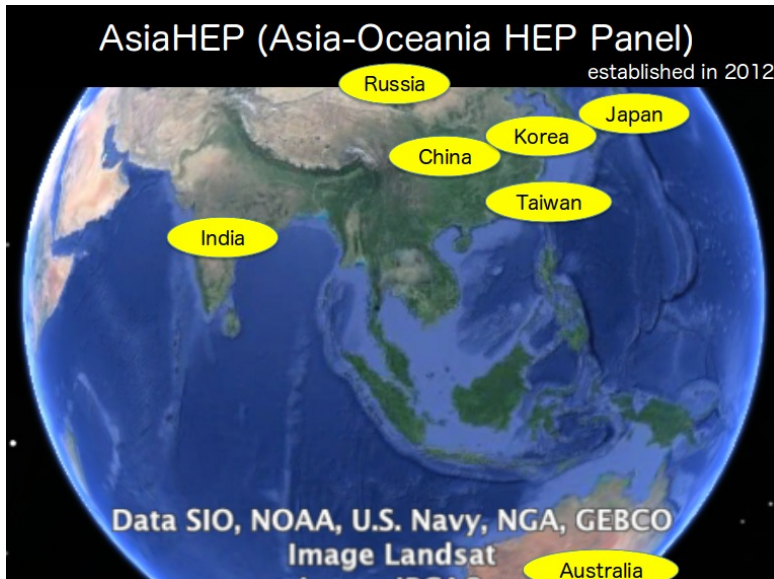 AsiaHEP (Asia-Oceania HEP Panel)
established in 2012
Russia
Japan
Korea
China
Taiwan
India
Data SIO, NOAA, U.S. Navy, NGA, GEBCO
Image Landsat
Australia